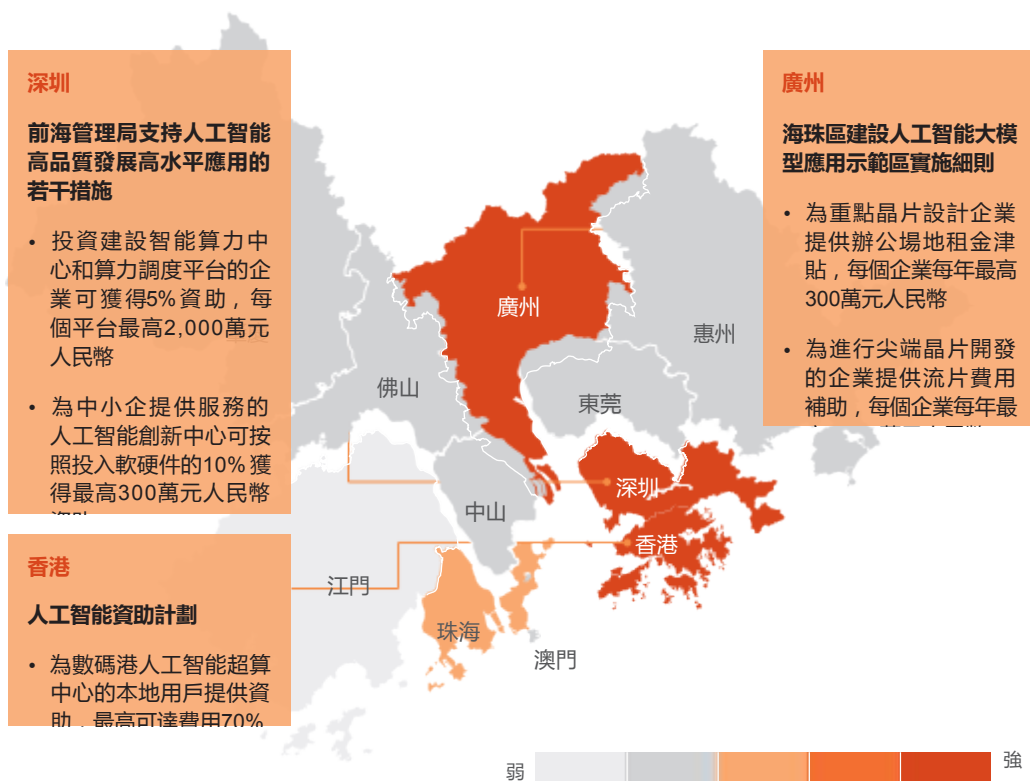 深圳
前海管理局支持人工智能
高品質發展高水平應用的
若干措施
• 投資建設智能算力中
心和算力調度平台的企
業可獲得5%資助，每
個平台最高2,000萬元
人民幣
• 為中小企提供服務的
人工智能創新中心可按
照投入軟硬件的10%獲
得最高300萬元人民幣
香港
人工智能資助計劃
• 為數碼港人工智能超算
中心的本地用戶提供資
助，最高可達費用70%
廣州
海珠區建設人工智能大模
型應用示範區實施細則
• 為重點晶片設計企業
提供辦公場地租金津
貼，每個企業每年最高
300萬元人民幣
• 為進行尖端晶片開發
的企業提供流片費用
補助，每個企業每年最
廣州
惠州
佛山
東莞
深圳
中山
香港
江門
珠海
澳門
弱
強